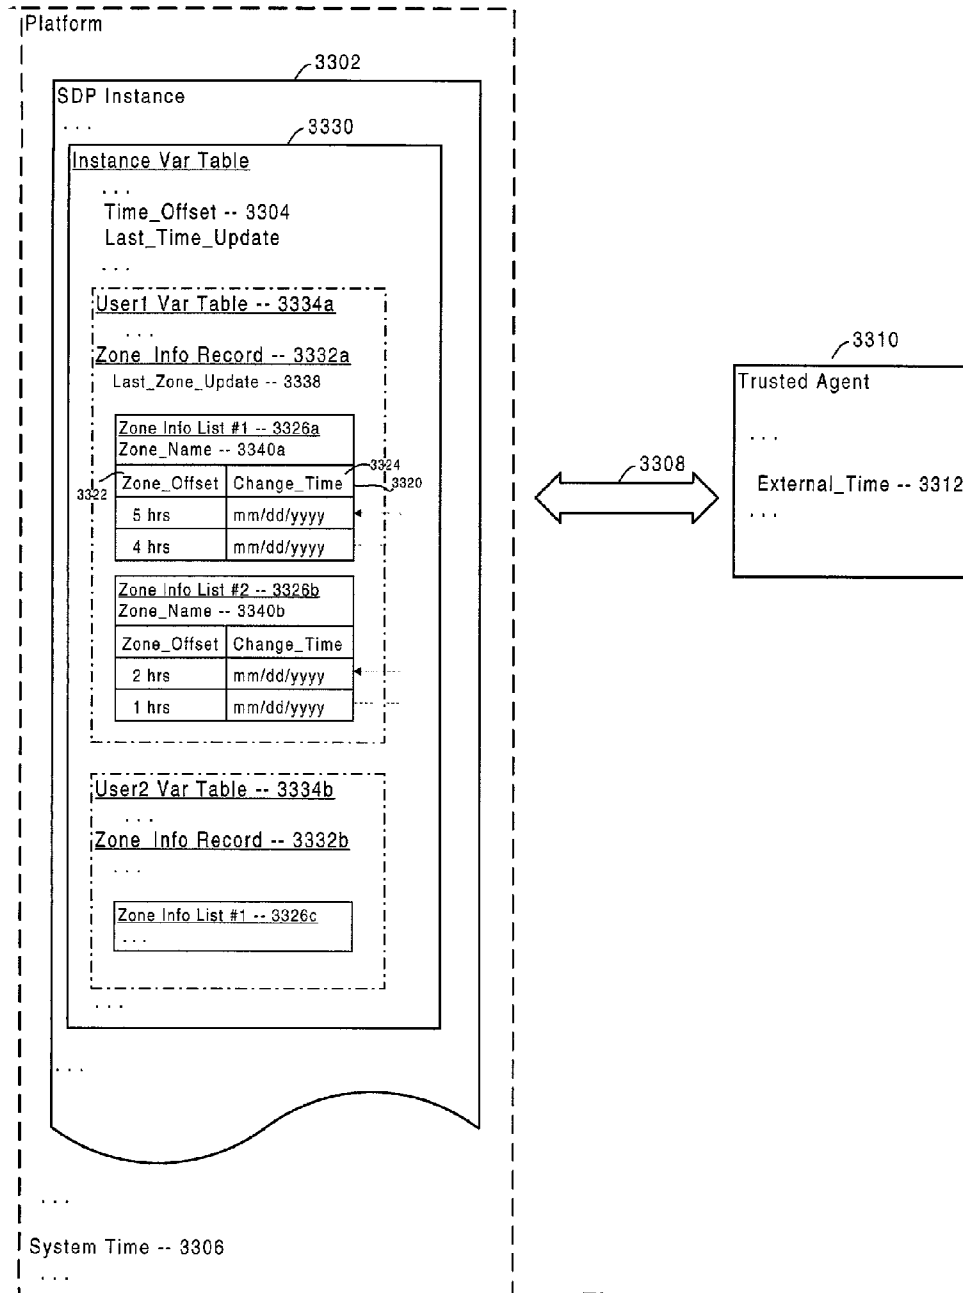 Platform
3302
SDP Instance
. . .
3330
Instance Var Table
. . .
Time_Offset -- 3304
Last_Time_Update
. . .
User1 Var Table -- 3334a
. . .
Zone_Info Record -- 3332a
Last_Zone_Update -- 3338
Zone Info List #1 -- 3326a
Zone_Name -- 3340a
3324
3322 Zone_Offset Change_Time 3320
5 hrs mm/dd/yyyy
4 hrs mm/dd/yyyy
Zone Info List #2 -- 3326b
Zone_Name -- 3340b
Zone_Offset Change_Time
2 hrs mm/dd/yyyy
1 hrs mm/dd/yyyy
User2 Var Table -- 3334b
. . .
Zone_Info Record -- 3332b
. . .
Zone Info List #1 -- 3326c
. . .
. . .
. . .
. . .
System Time -- 3306
. . .
3308
3310
Trusted Agent
. . .
External_Time -- 3312
. . .